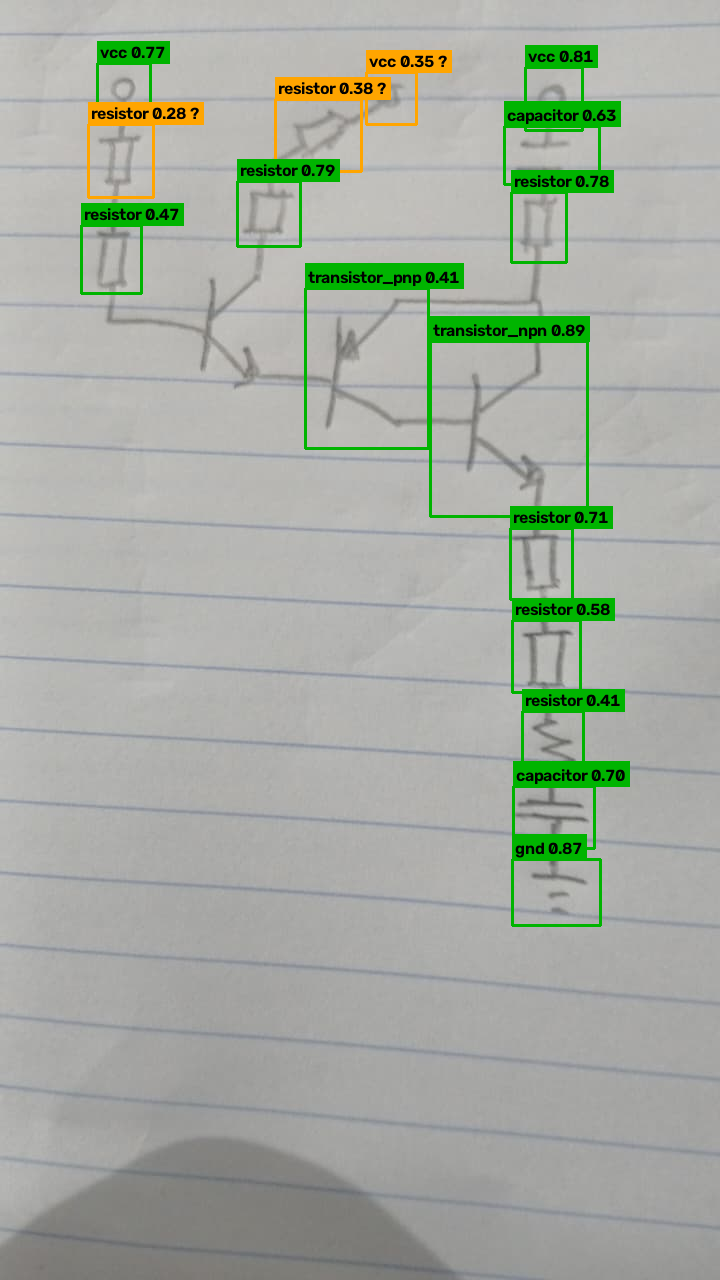 vcc 0.77
vcc 0.35 ?
vcc 0.81
resistor 0.38 ?
resistor 0.28 ?
capacitor 0.63
resistor 0.79
resistor 0.78
resistor 0.47
transistor_pnp 0.41
transistor_npn 0.89
resistor 0.71
resistor 0.58
resistor 0.41
capacitor 0.70
gnd 0.87